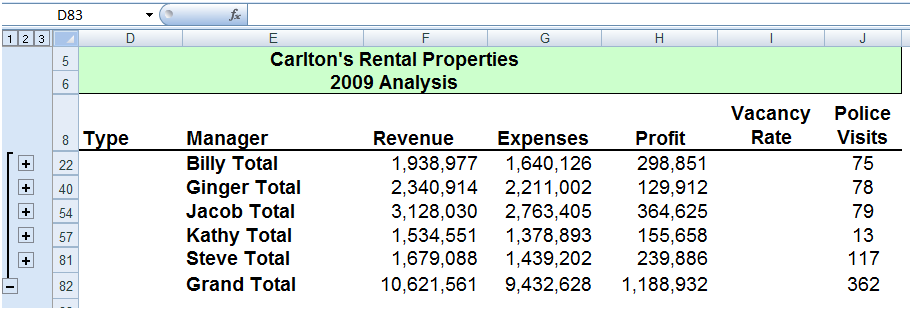 D83 fx
1 2 3 D E F G H I J
5 Carlton's Rental Properties
6 2009 Analysis
Vacancy Police
8 Type Manager Revenue Expenses Profit Rate Visits
22 Billy Total 1,938,977 1,640,126 298,851 75
40 Ginger Total 2,340,914 2,211,002 129,912 78
54 Jacob Total 3,128,030 2,763,405 364,625 79
57 Kathy Total 1,534,551 1,378,893 155,658 13
81 Steve Total 1,679,088 1,439,202 239,886 117
82 Grand Total 10,621,561 9,432,628 1,188,932 362